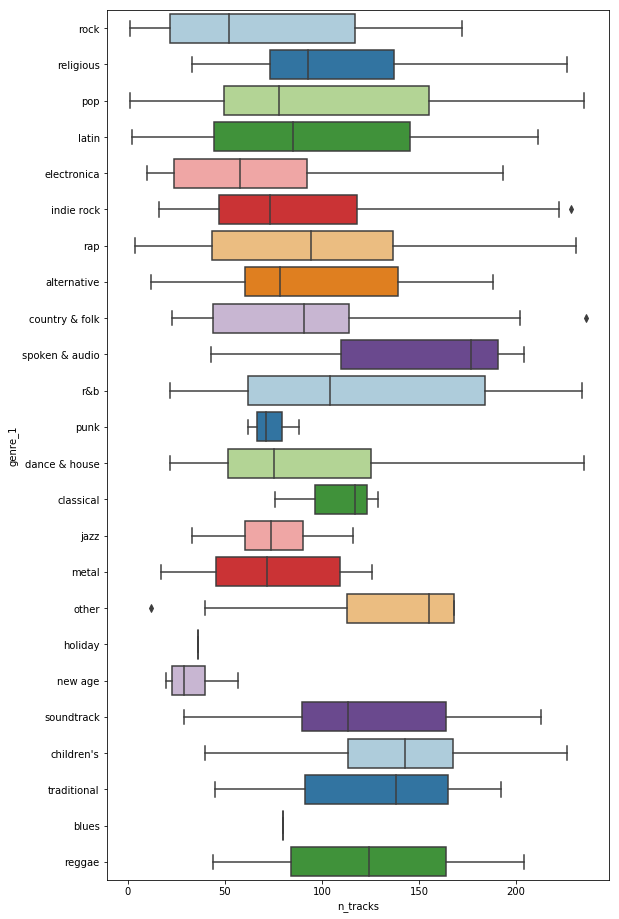 rock
religious
pop
latin
electronica
indie rock
rap
alternative
country & folk
spoken & audio
r&b
genre_1
punk
dance & house
classical
jazz
metal
other
holiday
new age
soundtrack
children's
traditional
blues
reggae
0 50 100 150 200
n_tracks